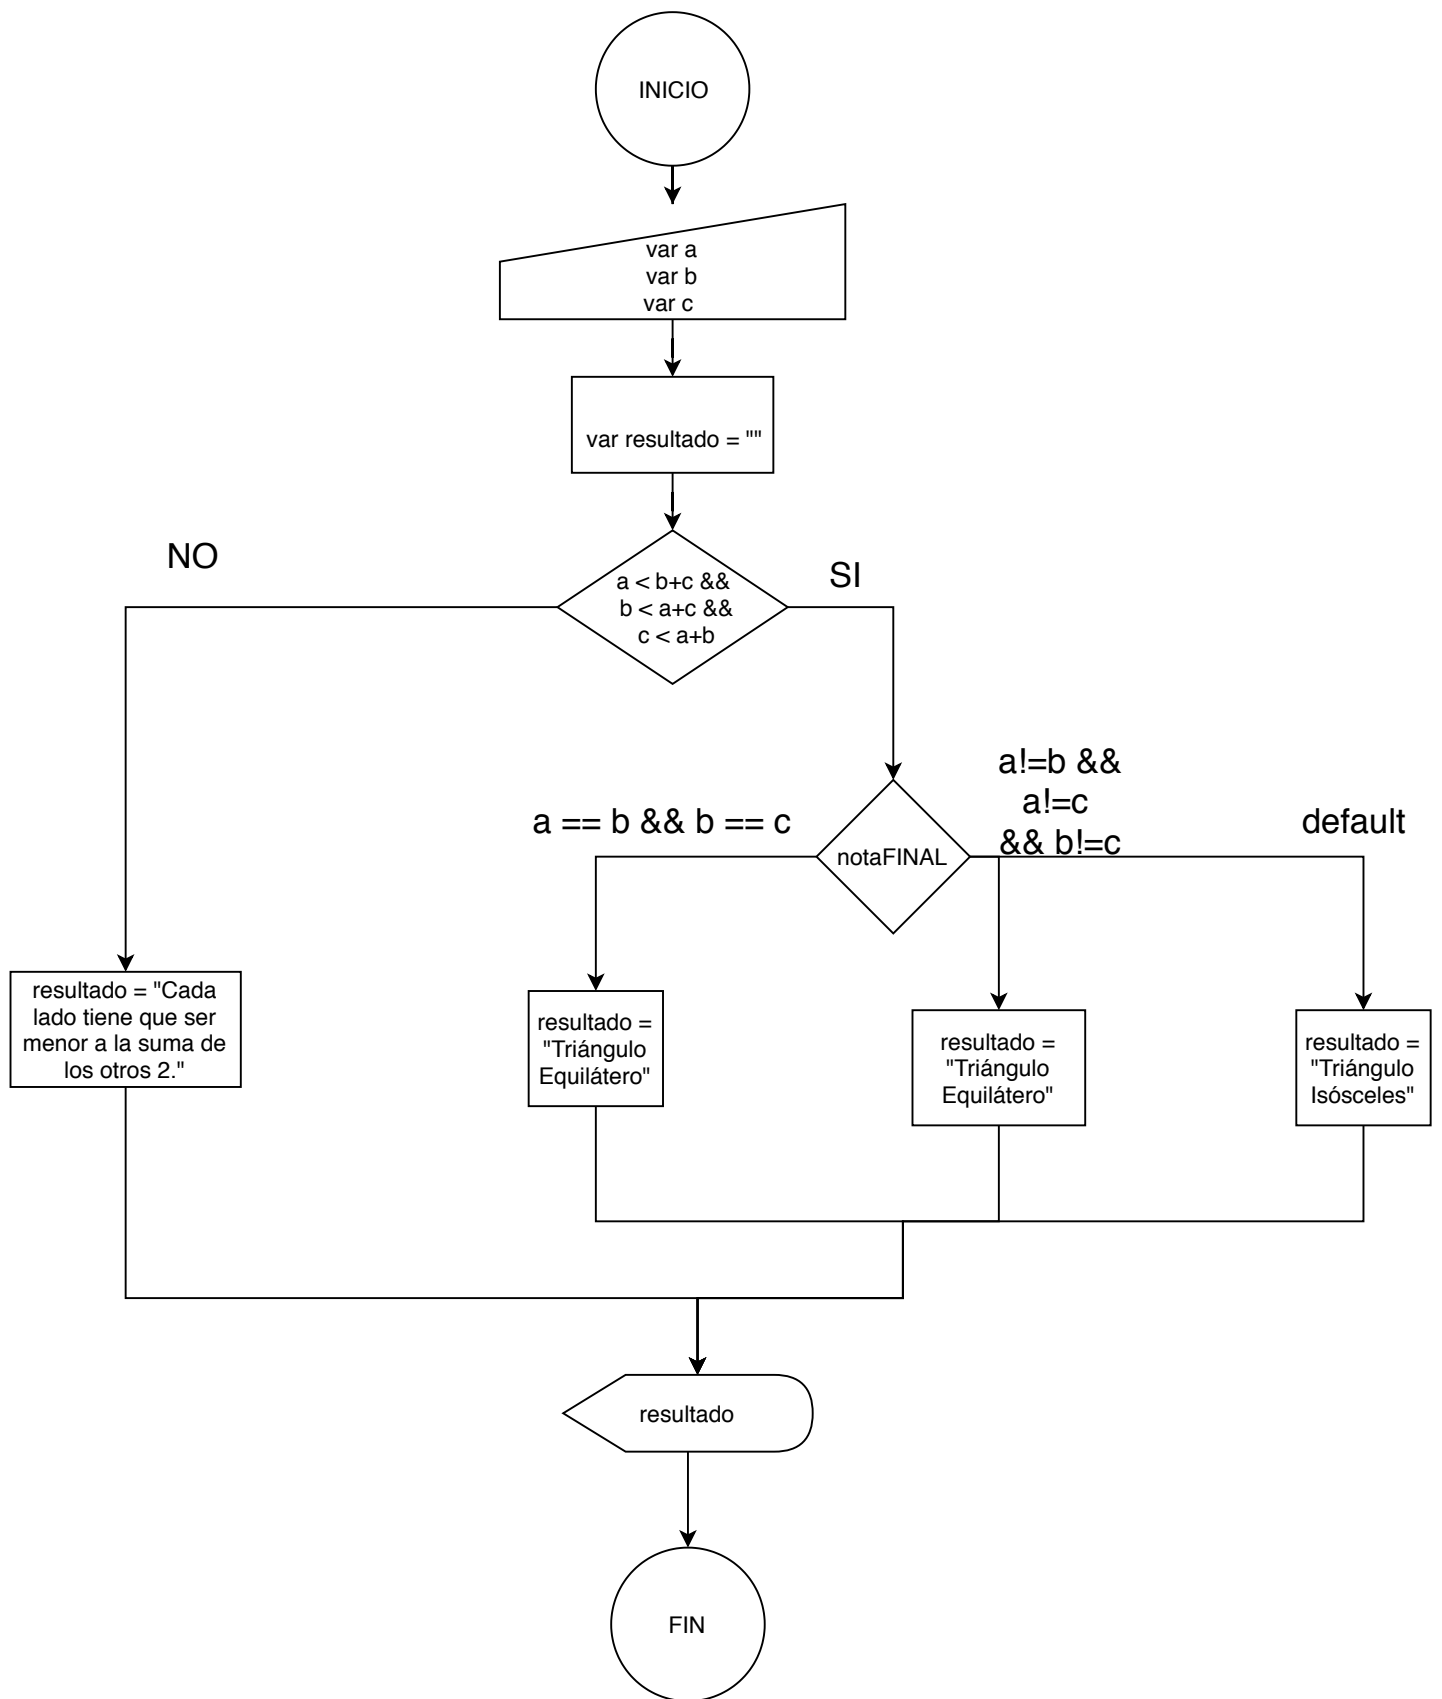 INICIO
var a
var b
var c
var resultado = ""
NO
SI
a < b+c &&
b < a+c &&
c < a+b
a == b && b == c
a!=b &&
a!=c
&& b!=c
default
notaFINAL
resultado = "Cada
lado tiene que ser
menor a la suma de
los otros 2."
resultado =
"Triángulo
Equilátero"
resultado =
"Triángulo
Equilátero"
resultado =
"Triángulo
Isósceles"
resultado
FIN